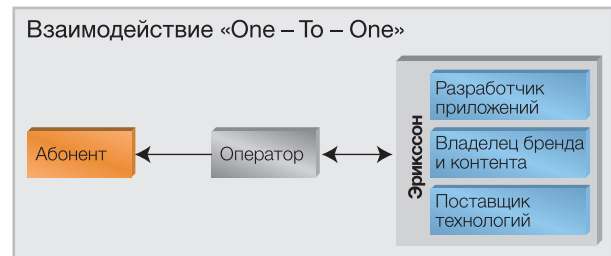 Взаимодействие «One – To – One»
Абонент
Оператор
Эрикссон
Разработчик
приложений
Владелец бренда
и контента
Поставщик
технологий